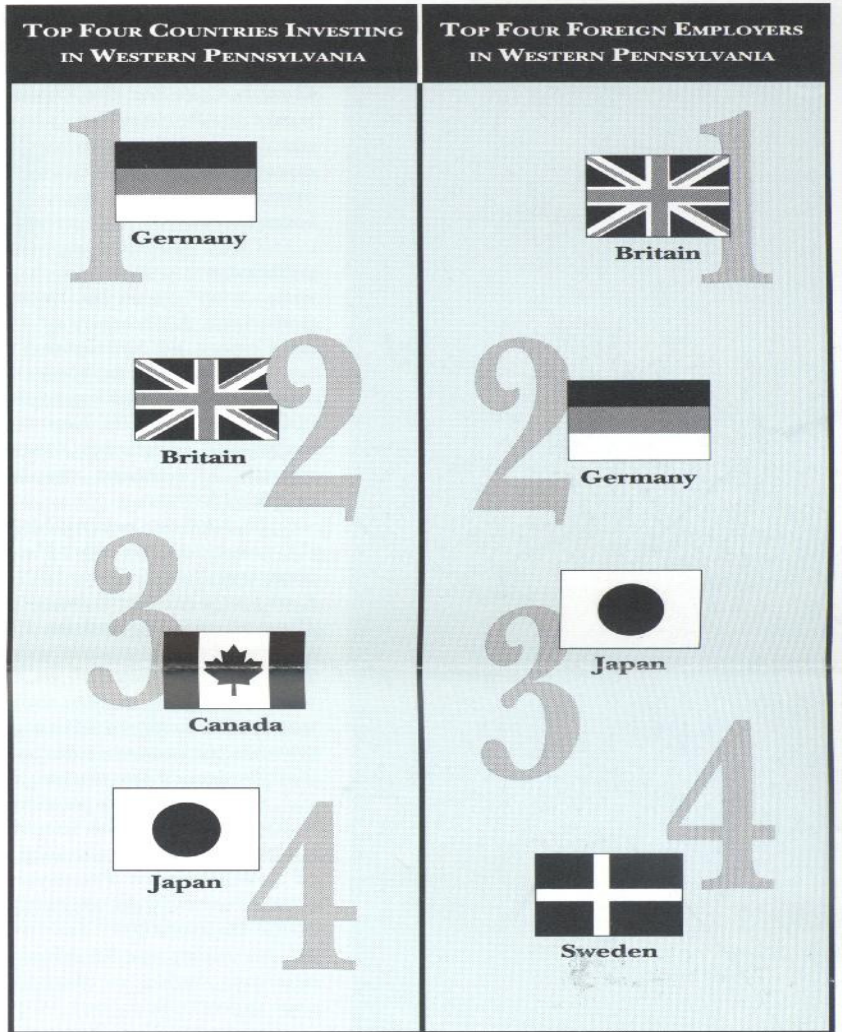 TOP FOUR COUNTRIES INVESTING
IN WESTERN PENNSYLVANIA
1
Germany
Britain
2
3
Canada
Japan
4
TOP FOUR FOREIGN EMPLOYERS
IN WESTERN PENNSYLVANIA
1
Britain
2
Germany
Japan
3
4
Sweden